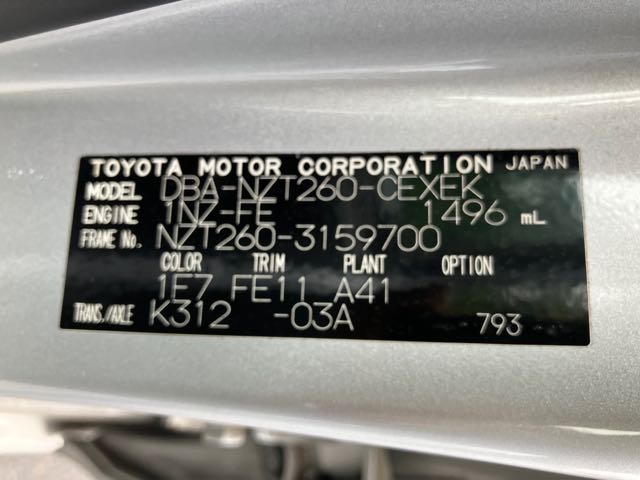 TOYOTA MOTOR CORPORATION JAPAN
MODEL DBA-NZT260-CEXEK
ENGINE 1NZ-FE 1496 mL
FRAME No. NZT260-3159700
COLOR TRIM PLANT OPTION
1E7 FE11 A41
TRANS./AXLE K312 -03A 793